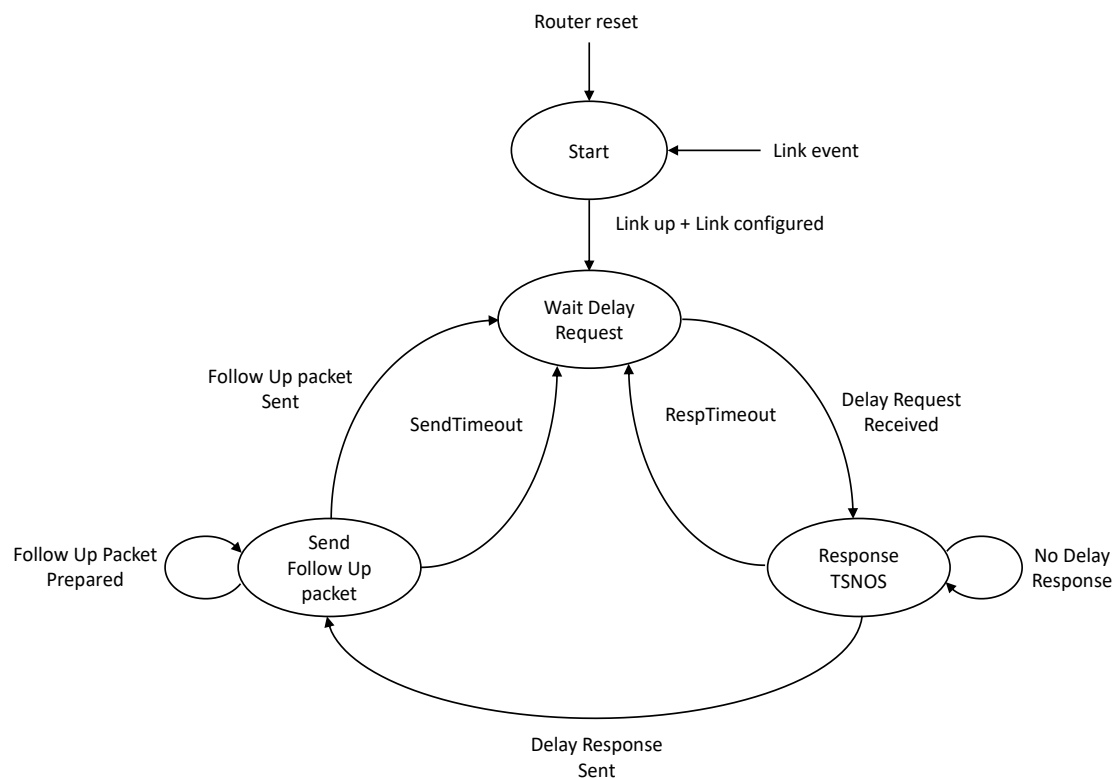 Router reset
Start
Link event
Link up + Link configured
Wait Delay
Request
Follow Up packet
Sent
SendTimeout
RespTimeout
Delay Request
Received
Follow Up Packet
Prepared
Send
Follow Up
packet
Response
TSNOS
No Delay
Response
Delay Response
Sent